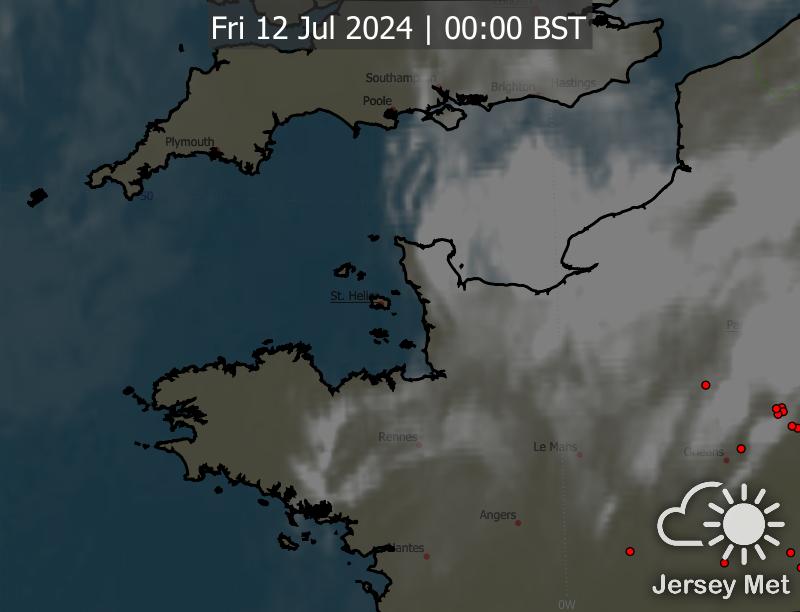 Fri 12 Jul 2024 | 00:00 BST
Southampton
Brighton
Hastings
Poole
Plymouth
50
St. Helier
Pa
Rennes
Le Mans
Orleans
Angers
Nantes
Jersey Met
0W